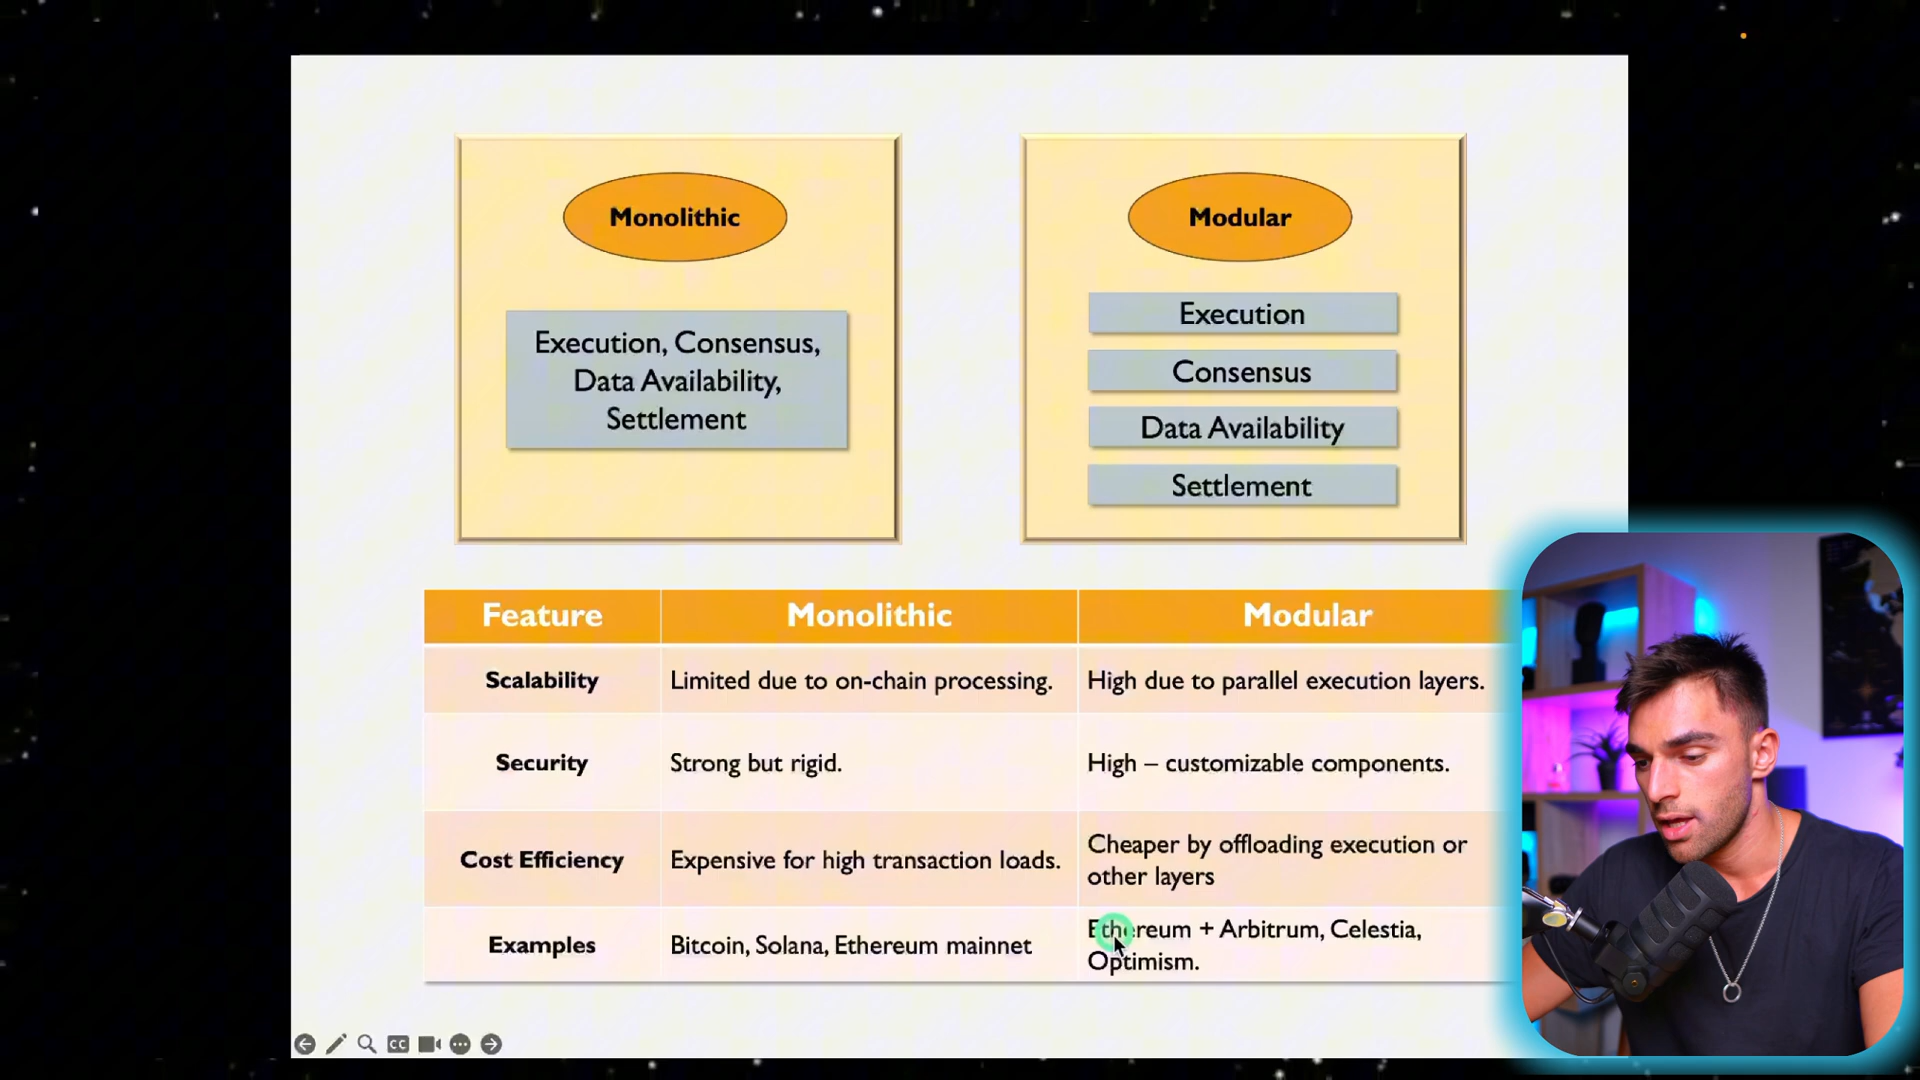 Monolithic
Execution, Consensus,
Data Availability,
Settlement
Modular
Execution
Consensus
Data Availability
Settlement
Feature
Monolithic
Modular
Scalability
Limited due to on-chain processing.
High due to parallel execution layers.
Security
Strong but rigid.
High – customizable components.
Cost Efficiency
Expensive for high transaction loads.
Cheaper by offloading execution or
other layers
Examples
Bitcoin, Solana, Ethereum mainnet
Ethereum + Arbitrum, Celestia,
Optimism.
CC